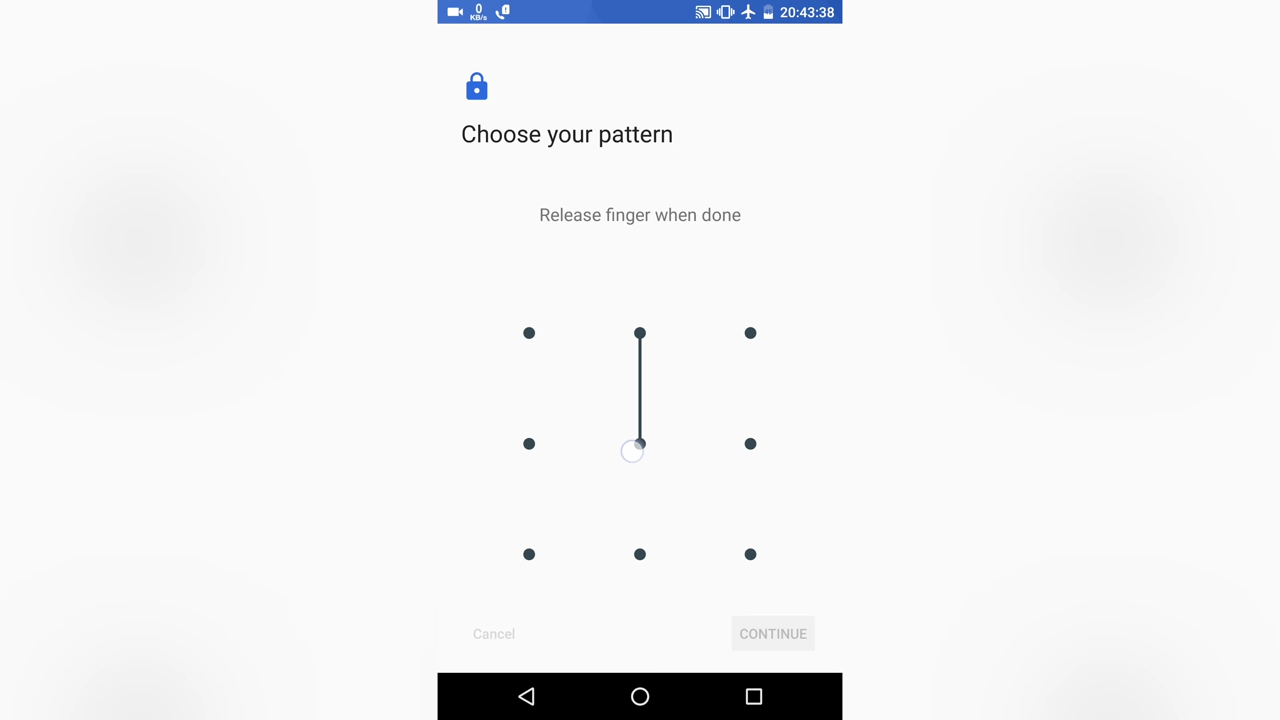 0
KB/s
20:43:38
Choose your pattern
Release finger when done
Cancel
CONTINUE